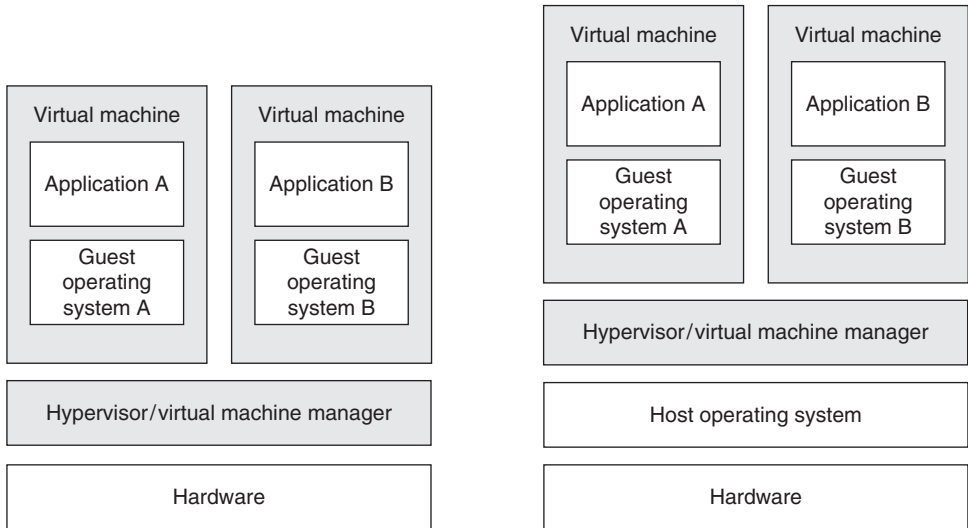 Virtual machine
Application A
Guest
operating
system A
Virtual machine
Application B
Guest
operating
system B
Hypervisor/virtual machine manager
Hardware
Virtual machine
Application A
Guest
operating
system A
Virtual machine
Application B
Guest
operating
system B
Hypervisor/virtual machine manager
Host operating system
Hardware